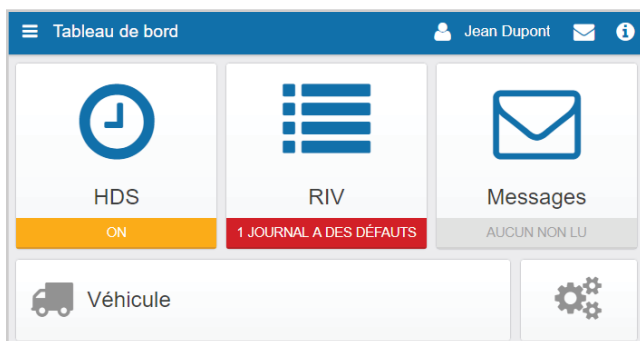 Tableau de bord
Jean Dupont
HDS
RIV
Messages
ON
1 JOURNAL A DES DÉFAUTS
AUCUN NON LU
Véhicule